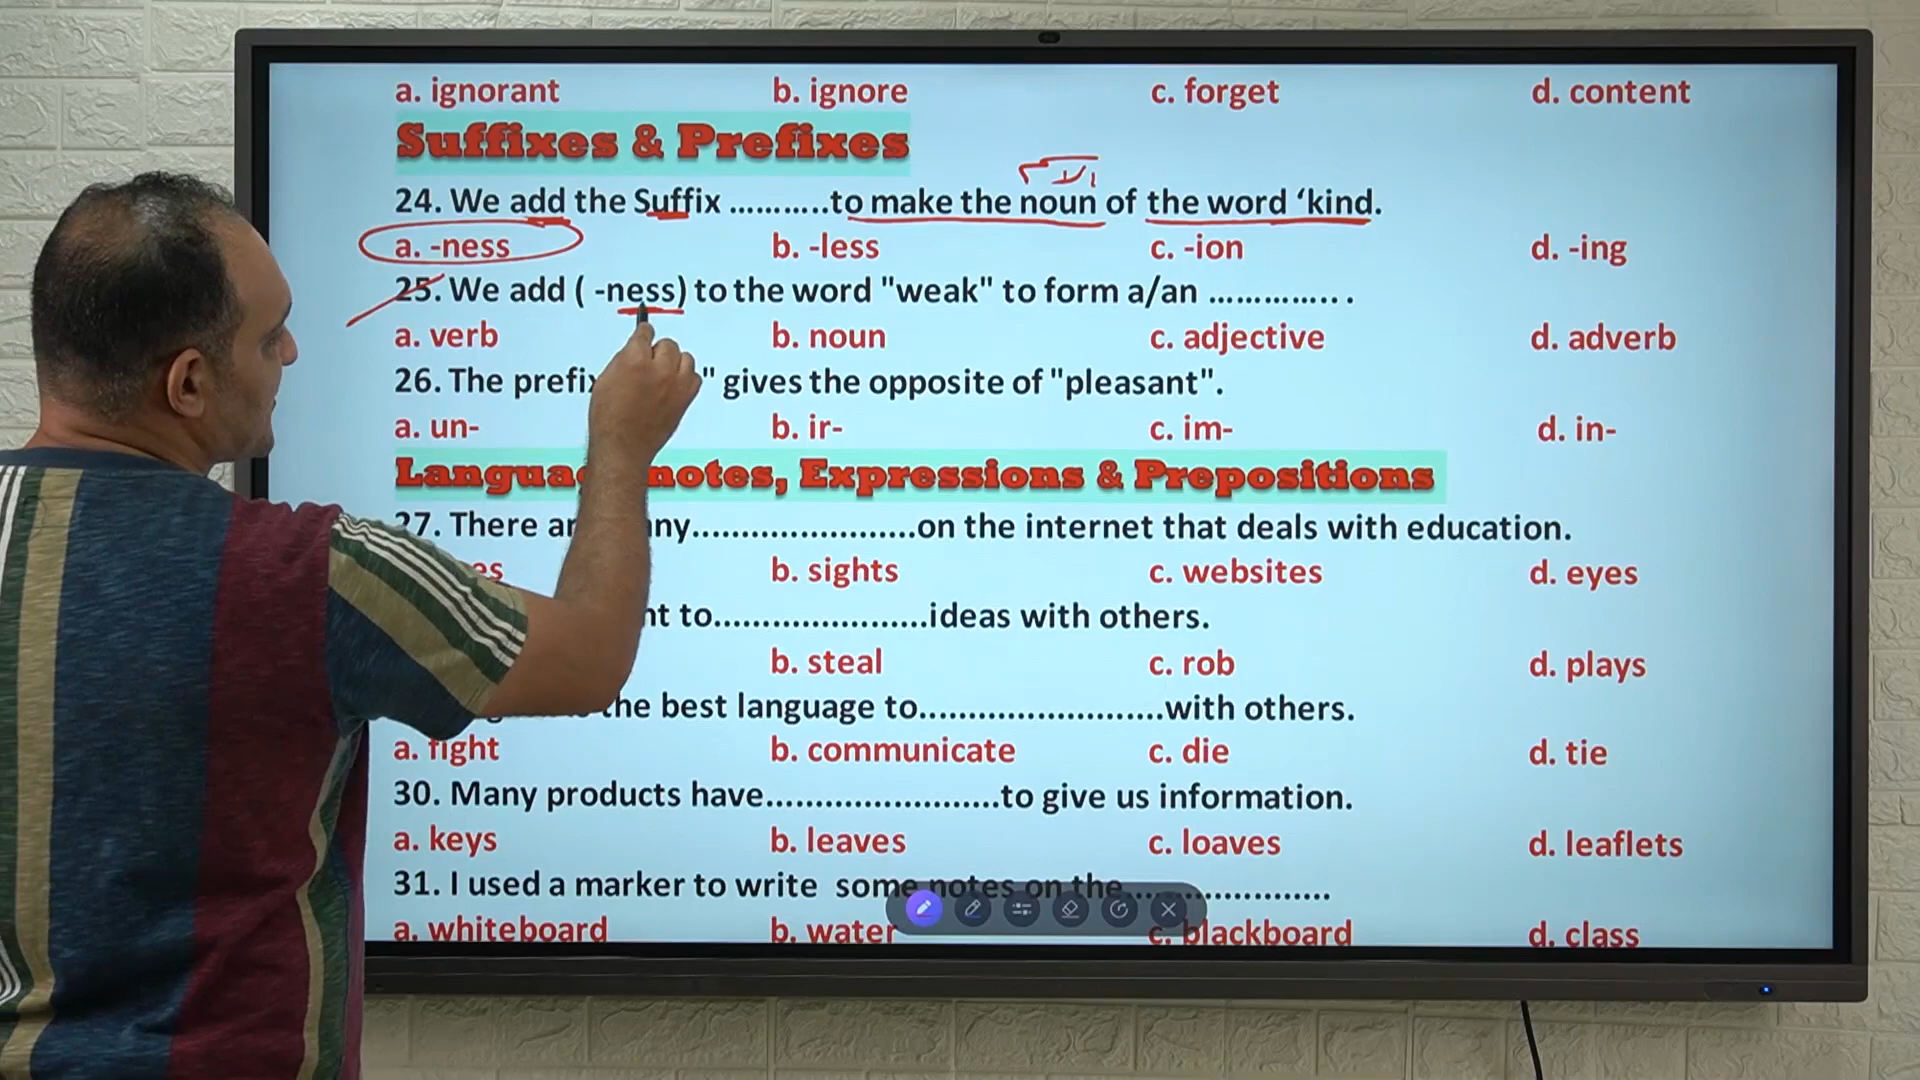 a. ignorant b. ignore c. forget d. content
Suffixes & Prefixes
24. We add the Suffix ...........to make the noun of the word ‘kind.
a. -ness b. -less c. -ion d. -ing
25. We add ( -ness) to the word "weak" to form a/an .............. .
a. verb b. noun c. adjective d. adverb
26. The prefix " gives the opposite of "pleasant".
a. un- b. ir- c. im- d. in-
notes, Expressions & Prepositions
27. There .......................on the internet that deals with education.
b. sights c. websites d. eyes
to......................ideas with others.
b. steal c. rob d. plays
the best language to.........................with others.
a. fight b. communicate c. die d. tie
30. Many products have........................to give us information.
a. keys b. leaves c. loaves d. leaflets
31. I used a marker to write some notes on the.....................
a. whiteboard b. water c. blackboard d. class